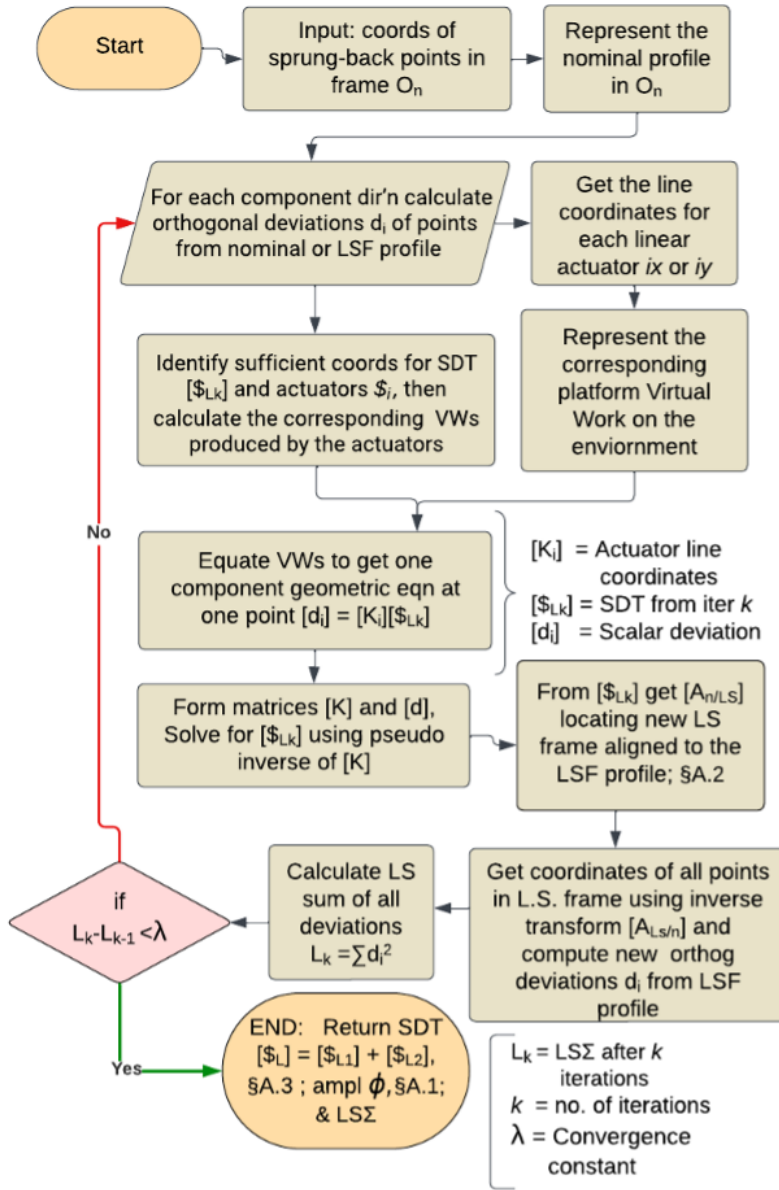 Start
Input: coords of
sprung-back points in
frame Oₙ
Represent the
nominal profile
in Oₙ
For each component dir'n calculate
orthogonal deviations dᵢ of points
from nominal or LSF profile
Get the line
coordinates for
each linear
actuator ix or iy
Identify sufficient coords for SDT
[$Lk] and actuators $ᵢ, then
calculate the corresponding VWs
produced by the actuators
Represent the
corresponding
platform Virtual
Work on the
enviornment
No
Equate VWs to get one
component geometric eqn at
one point [dᵢ] = [Kᵢ][$Lk]
[Kᵢ] = Actuator line
coordinates
[$Lk] = SDT from iter k
[dᵢ] = Scalar deviation
Form matrices [K] and [d],
Solve for [$Lk] using pseudo
inverse of [K]
From [$Lk] get [An/LS]
locating new LS
frame aligned to the
LSF profile; §A.2
Get coordinates of all points
in L.S. frame using inverse
transform [ALs/n] and
compute new orthog
deviations dᵢ from LSF
profile
Calculate LS
sum of all
deviations
Lₖ =∑dᵢ²
if
Lₖ-Lₖ₋₁ <λ
Yes
END: Return SDT
[$L] = [$L1] + [$L2],
§A.3 ; ampl ϕ, §A.1;
& LSΣ
Lₖ = LSΣ after k
iterations
k = no. of iterations
λ = Convergence
constant